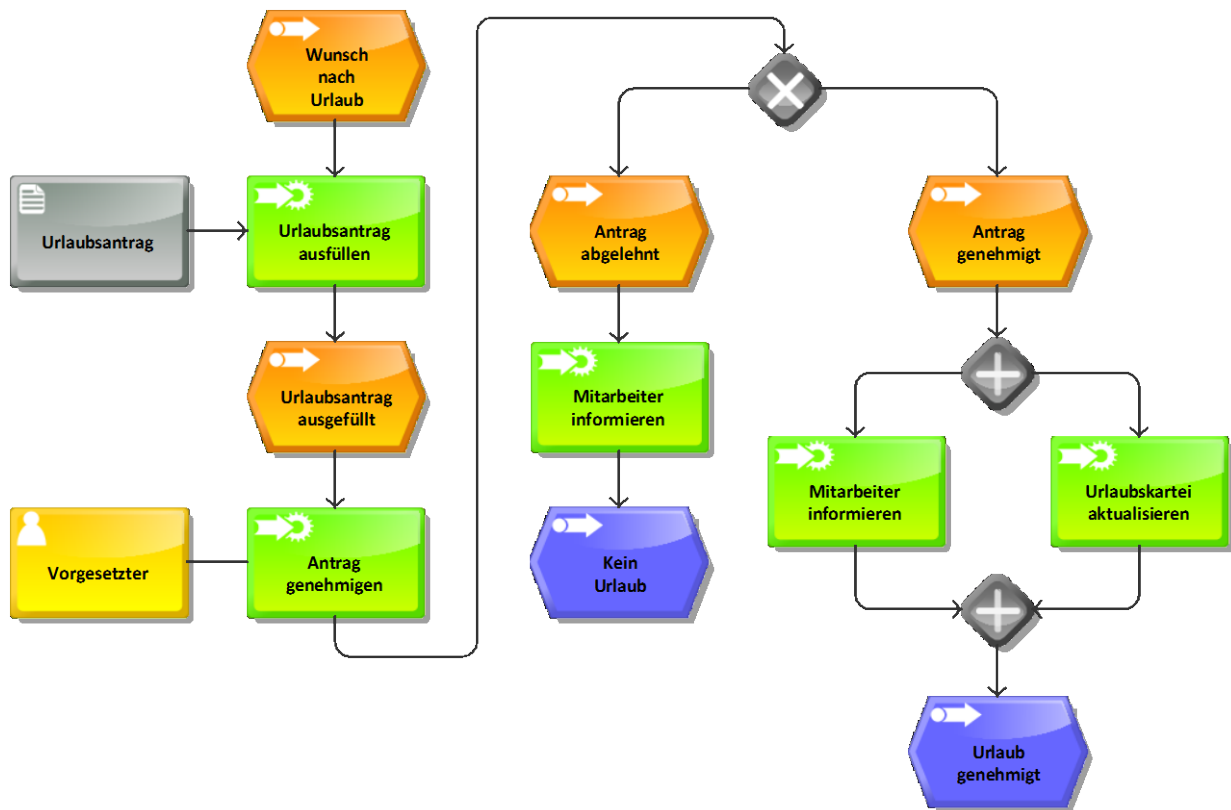 Wunsch
nach
Urlaub
Urlaubsantrag
Urlaubsantrag
ausfüllen
Urlaubsantrag
ausgefüllt
Vorgesetzter
Antrag
genehmigen
Antrag
abgelehnt
Mitarbeiter
informieren
Kein
Urlaub
Antrag
genehmigt
Mitarbeiter
informieren
Urlaubskartei
aktualisieren
Urlaub
genehmigt